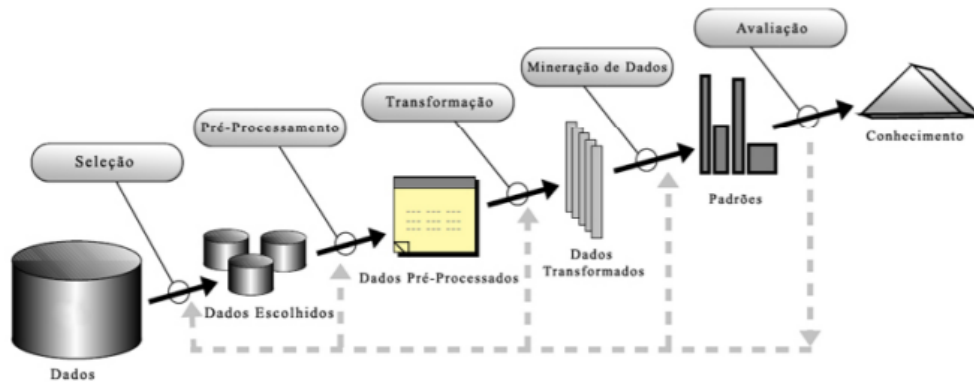 Avaliação
Mineração de Dados
Transformação
Pré-Processamento
Seleção
Conhecimento
Padrões
Dados
Transformados
Dados Pré-Processados
Dados Escolhidos
Dados